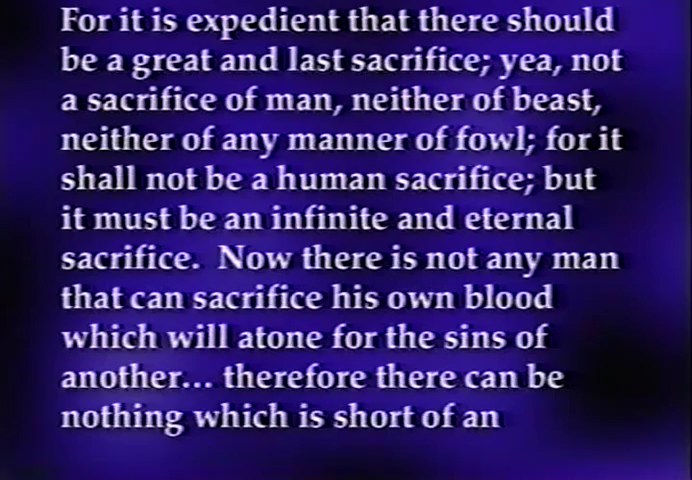 For it is expedient that there should
be a great and last sacrifice; yea, not
a sacrifice of man, neither of beast,
neither of any manner of fowl; for it
shall not be a human sacrifice; but
it must be an infinite and eternal
sacrifice.  Now there is not any man
that can sacrifice his own blood
which will atone for the sins of
another... therefore there can be
nothing which is short of an